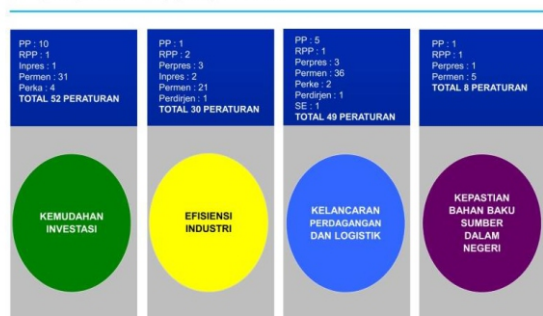 PP : 10
RPP : 1
Inpres : 1
Permen : 31
Perka : 4
TOTAL 52 PERATURAN
KEMUDAHAN
INVESTASI
PP : 1
RPP : 2
Perpres : 3
Inpres : 2
Permen : 21
Perdirjen : 1
TOTAL 30 PERATURAN
EFISIENSI
INDUSTRI
PP : 5
RPP : 1
Perpres : 3
Permen : 36
Perke : 2
Perdirjen : 1
SE : 1
TOTAL 49 PERATURAN
KELANCARAN
PERDAGANGAN
DAN LOGISTIK
PP : 1
RPP : 1
Perpres : 1
Permen : 5
TOTAL 8 PERATURAN
KEPASTIAN
BAHAN BAKU
SUMBER
DALAM
NEGERI